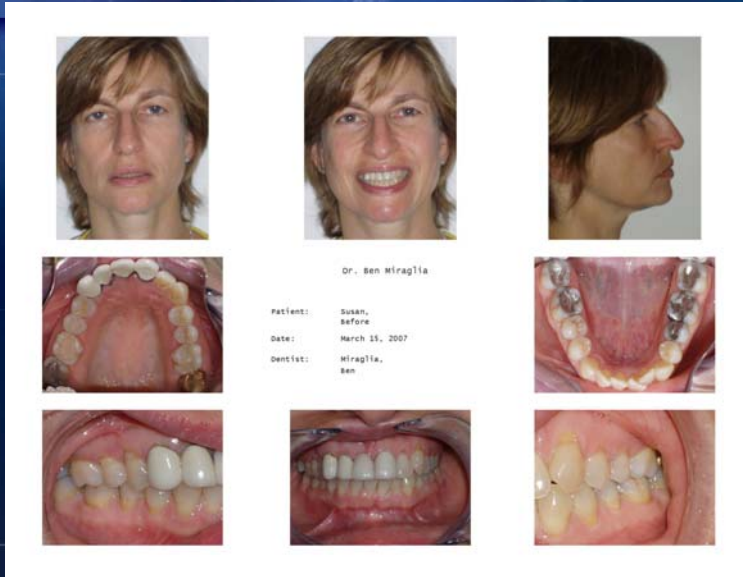 Dr. Ben Miraglia
Patient: Susan,
Before
Date: March 15, 2007
Dentist: Miraglia,
Ben